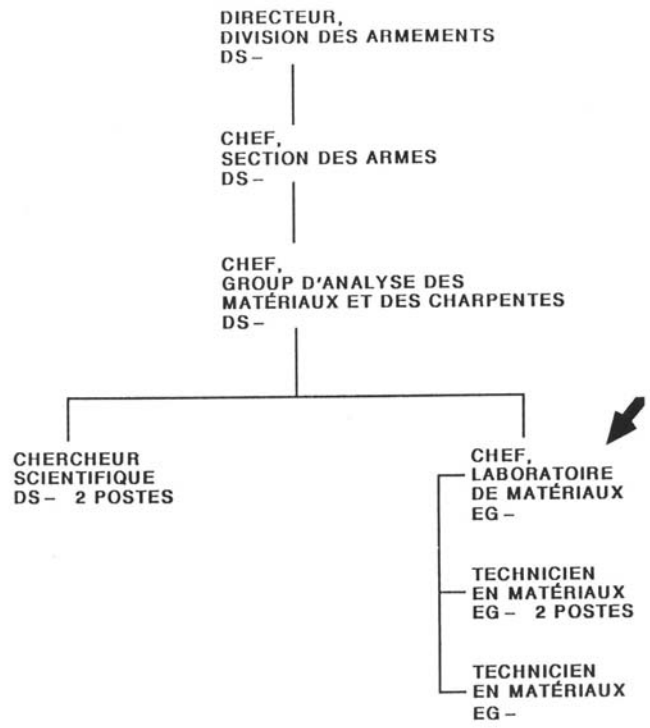 DIRECTEUR,
DIVISION DES ARMEMENTS
DS –
CHEF,
SECTION DES ARMES
DS –
CHEF,
GROUP D'ANALYSE DES
MATÉRIAUX ET DES CHARPENTES
DS –
CHERCHEUR
SCIENTIFIQUE
DS – 2 POSTES
CHEF,
LABORATOIRE
DE MATÉRIAUX
EG –
TECHNICIEN
EN MATÉRIAUX
EG – 2 POSTES
TECHNICIEN
EN MATÉRIAUX
EG –